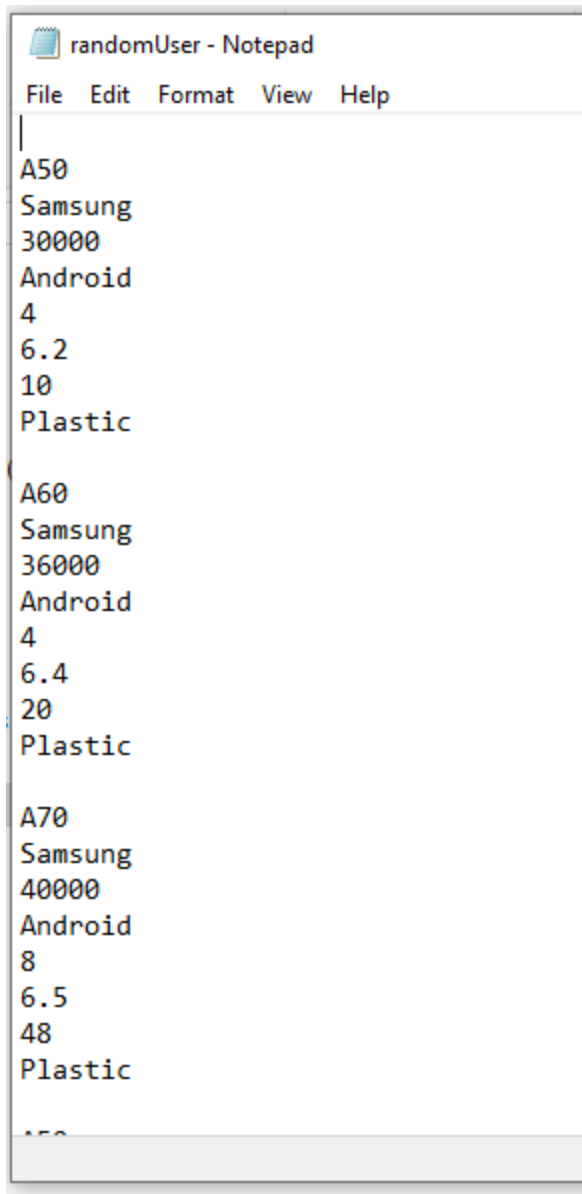 randomUser - Notepad
File Edit Format View Help
A50
Samsung
30000
Android
4
6.2
10
Plastic
A60
Samsung
36000
Android
4
6.4
20
Plastic
A70
Samsung
40000
Android
8
6.5
48
Plastic